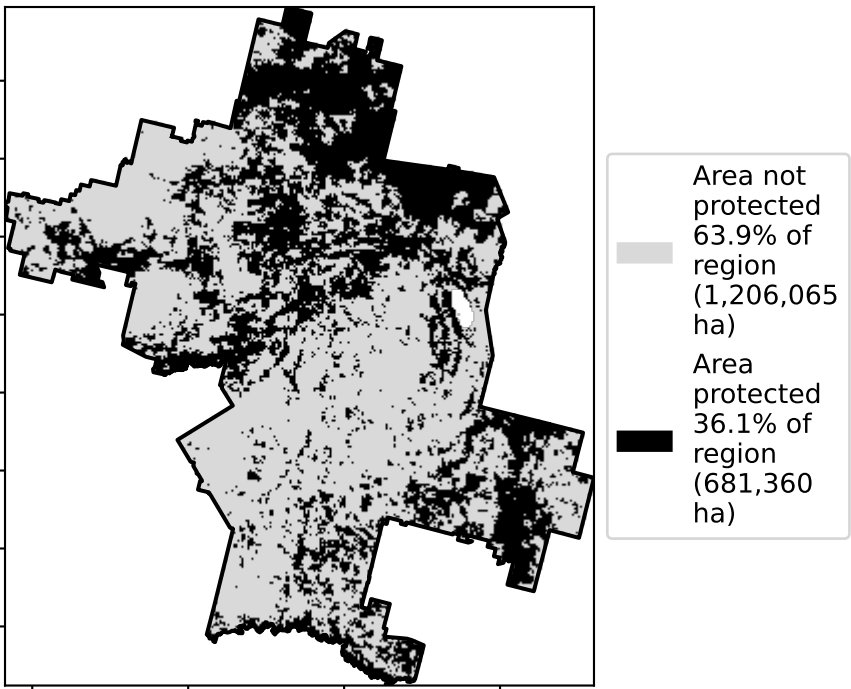 Area not
protected
63.9% of
region
(1,206,065
ha)
Area
protected
36.1% of
region
(681,360
ha)